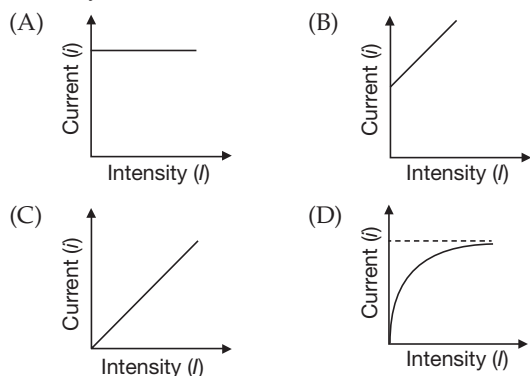 (A)
Current (i)
Intensity (I)
(B)
Current (i)
Intensity (I)
(C)
Current (i)
Intensity (I)
(D)
Current (i)
Intensity (I)